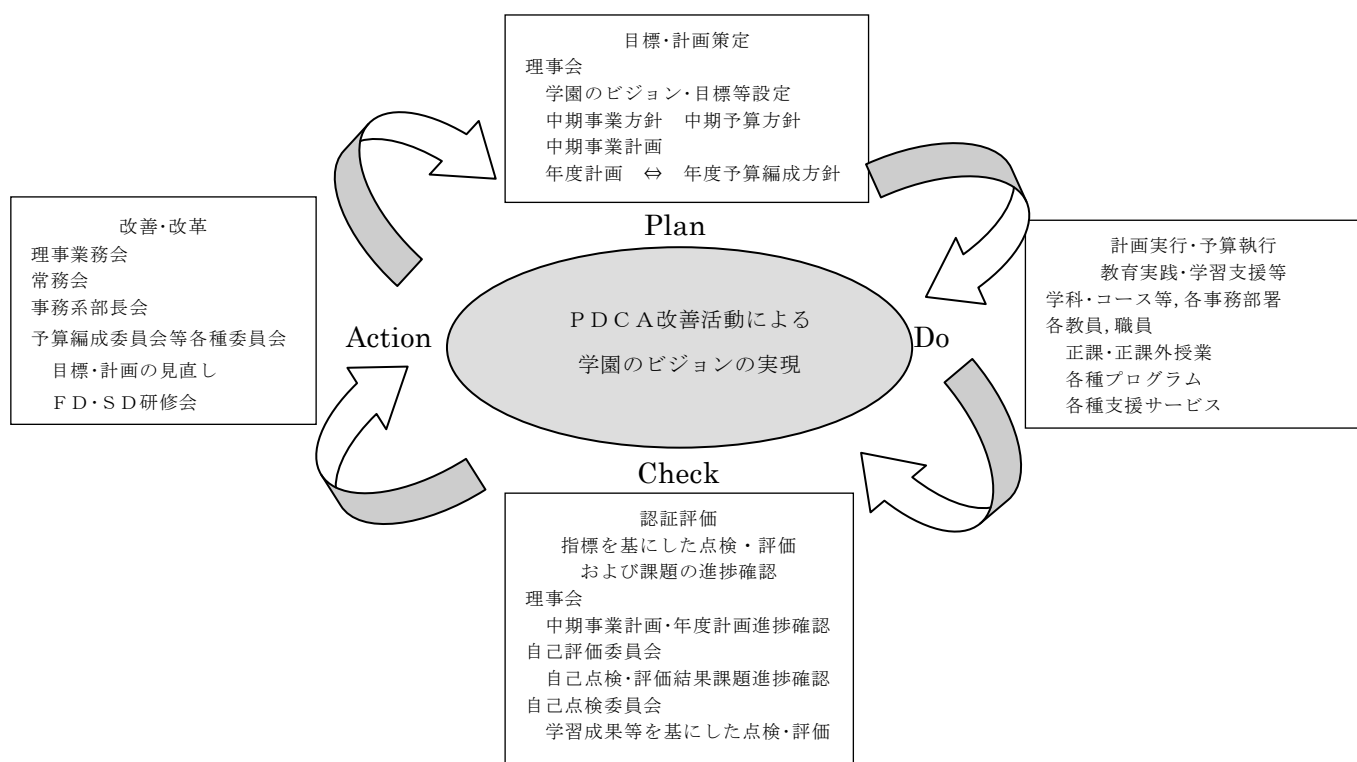 目標･計画策定
理事会
学園のビジョン･目標等設定
中期事業方針　中期予算方針
中期事業計画
年度計画　⇔　年度予算編成方針
Plan
計画実行･予算執行
教育実践･学習支援等
学科･コース等,各事務部署
各教員,職員
正課･正課外授業
各種プログラム
各種支援サービス
Do
ＰＤＣＡ改善活動による
学園のビジョンの実現
Check
認証評価
指標を基にした点検・評価
および課題の進捗確認
理事会
中期事業計画･年度計画進捗確認
自己評価委員会
自己点検･評価結果課題進捗確認
自己点検委員会
学習成果等を基にした点検･評価
Action
改善･改革
理事業務会
常務会
事務系部長会
予算編成委員会等各種委員会
目標･計画の見直し
ＦＤ･ＳＤ研修会